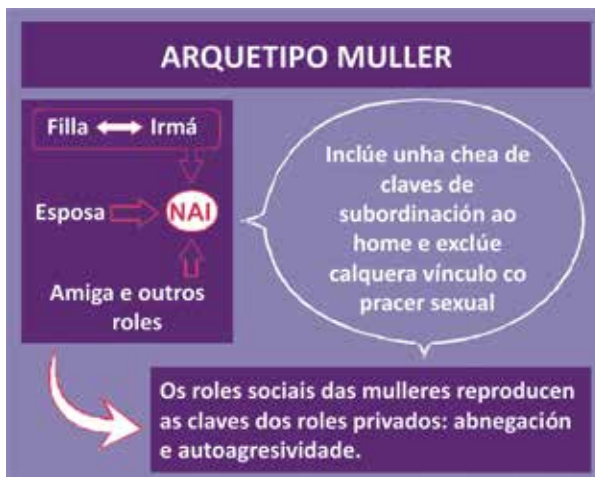 ARQUETIPO MULLER
Filla Irmá
Esposa NAI
Amiga e outros
roles
Inclúe unha chea de
claves de
subordinación ao
home e exclúe
calquera vínculo co
pracer sexual
Os roles sociais das mulleres reproducen
as claves dos roles privados: abnegación
e autoagresividade.